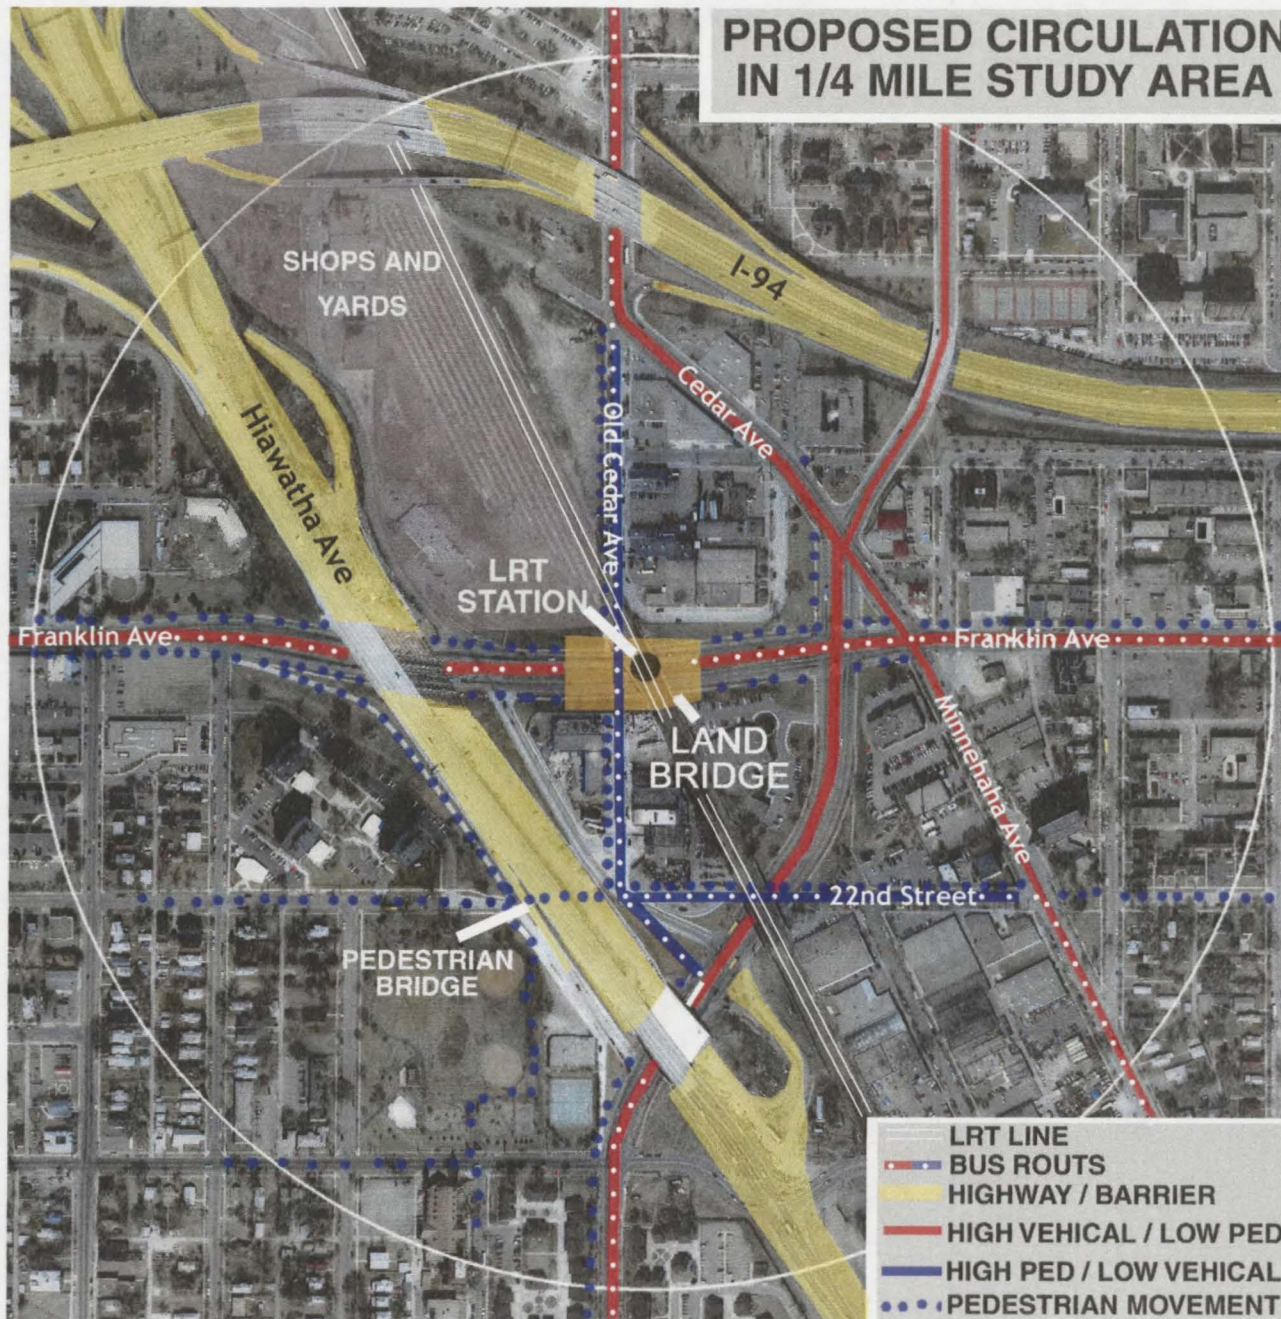 PROPOSED CIRCULATION
IN 1/4 MILE STUDY AREA
SHOPS AND
YARDS
I-94
Hiawatha Ave
Old Cedar Ave
Cedar Ave
LRT
STATION
Franklin Ave
Franklin Ave
LAND
BRIDGE
Minnehaha Ave
22nd Street
PEDESTRIAN
BRIDGE
LRT LINE
BUS ROUTS
HIGHWAY / BARRIER
HIGH VEHICAL / LOW PED
HIGH PED / LOW VEHICAL
PEDESTRIAN MOVEMENT